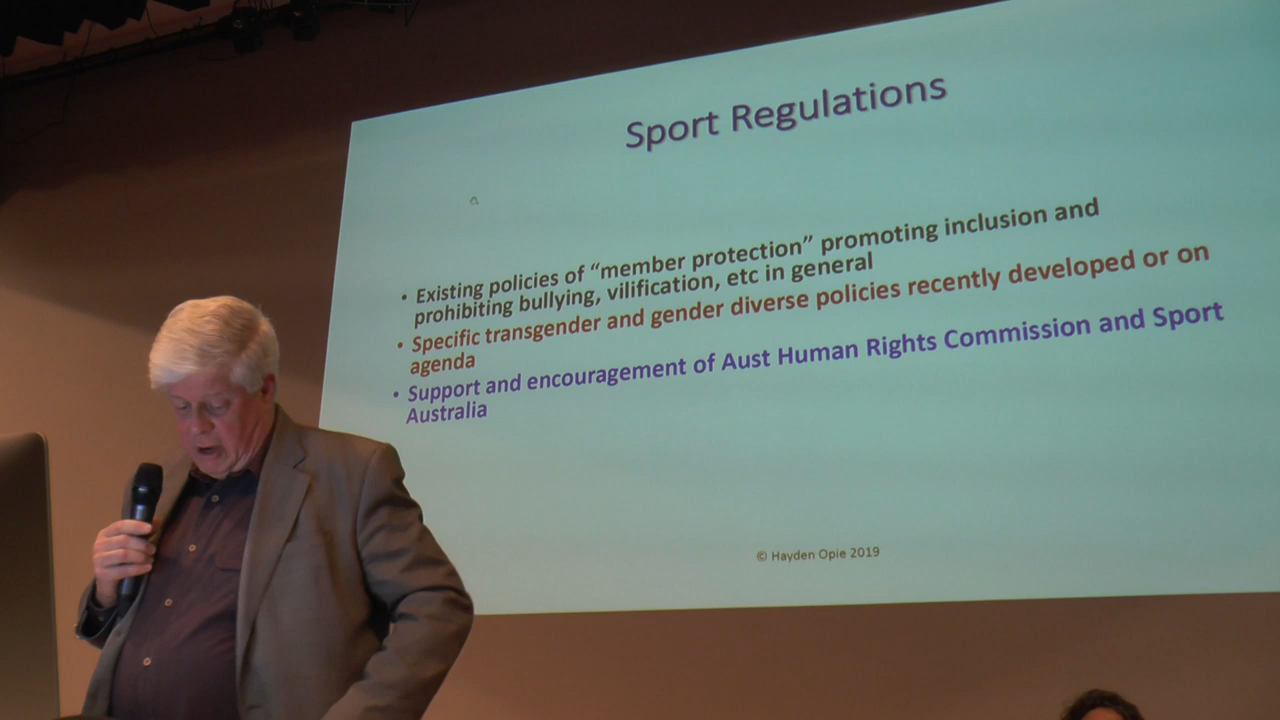 Sport Regulations
• Existing policies of “member protection” promoting inclusion and
prohibiting bullying, vilification, etc in general
• Specific transgender and gender diverse policies recently developed or on
agenda
• Support and encouragement of Aust Human Rights Commission and Sport
Australia
© Hayden Opie 2019